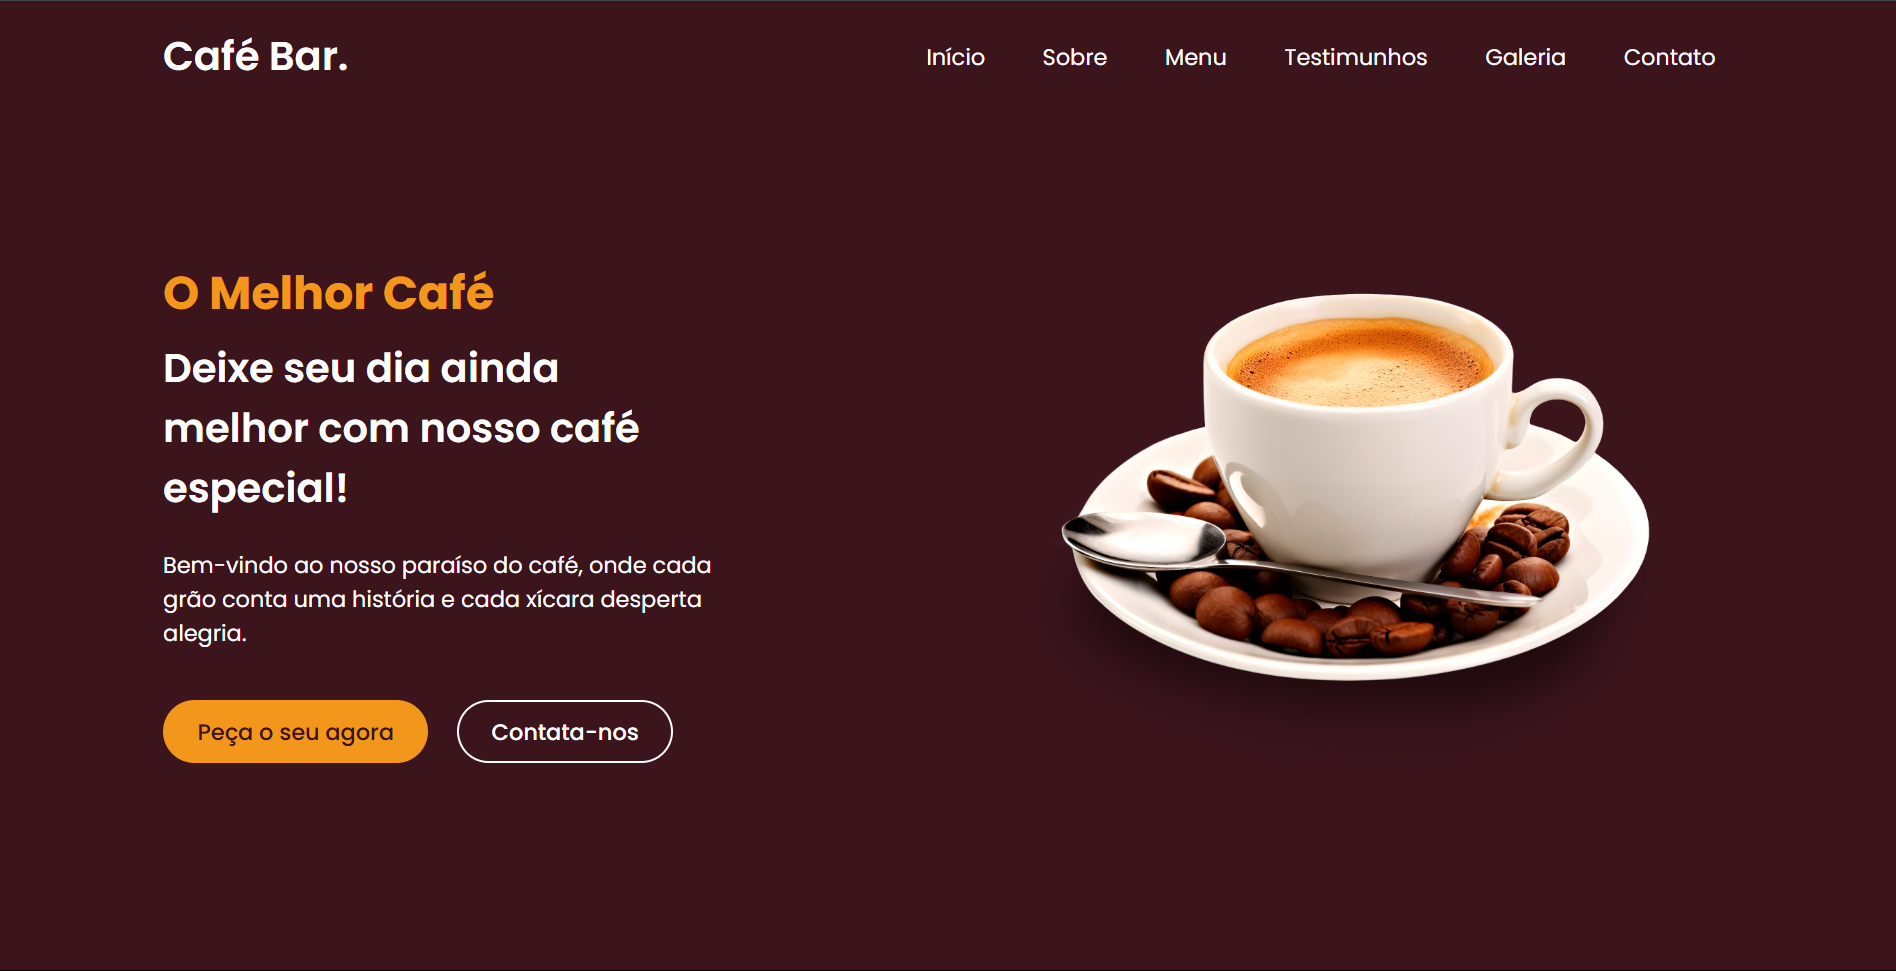 Café Bar.
Início Sobre Menu Testimunhos Galeria Contato
O Melhor Café
Deixe seu dia ainda
melhor com nosso café
especial!
Bem-vindo ao nosso paraíso do café, onde cada
grão conta uma história e cada xícara desperta
alegria.
Peça o seu agora
Contata-nos